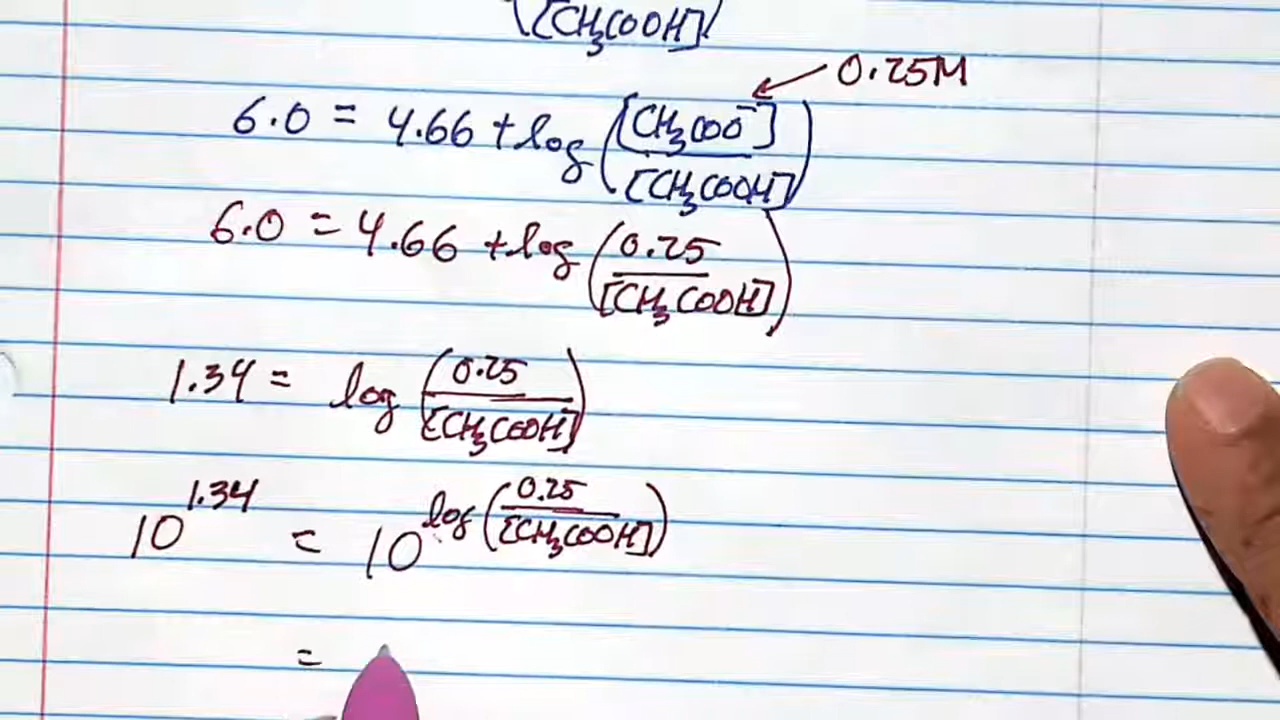 [CH₃COOH]
0.25M
6.0 = 4.66 + log([CH₃COO⁻]/[CH₃COOH])
6.0 = 4.66 + log(0.25/[CH₃COOH])
1.34 = log(0.25/[CH₃COOH])
10^1.34 = 10^log(0.25/[CH₃COOH])
=